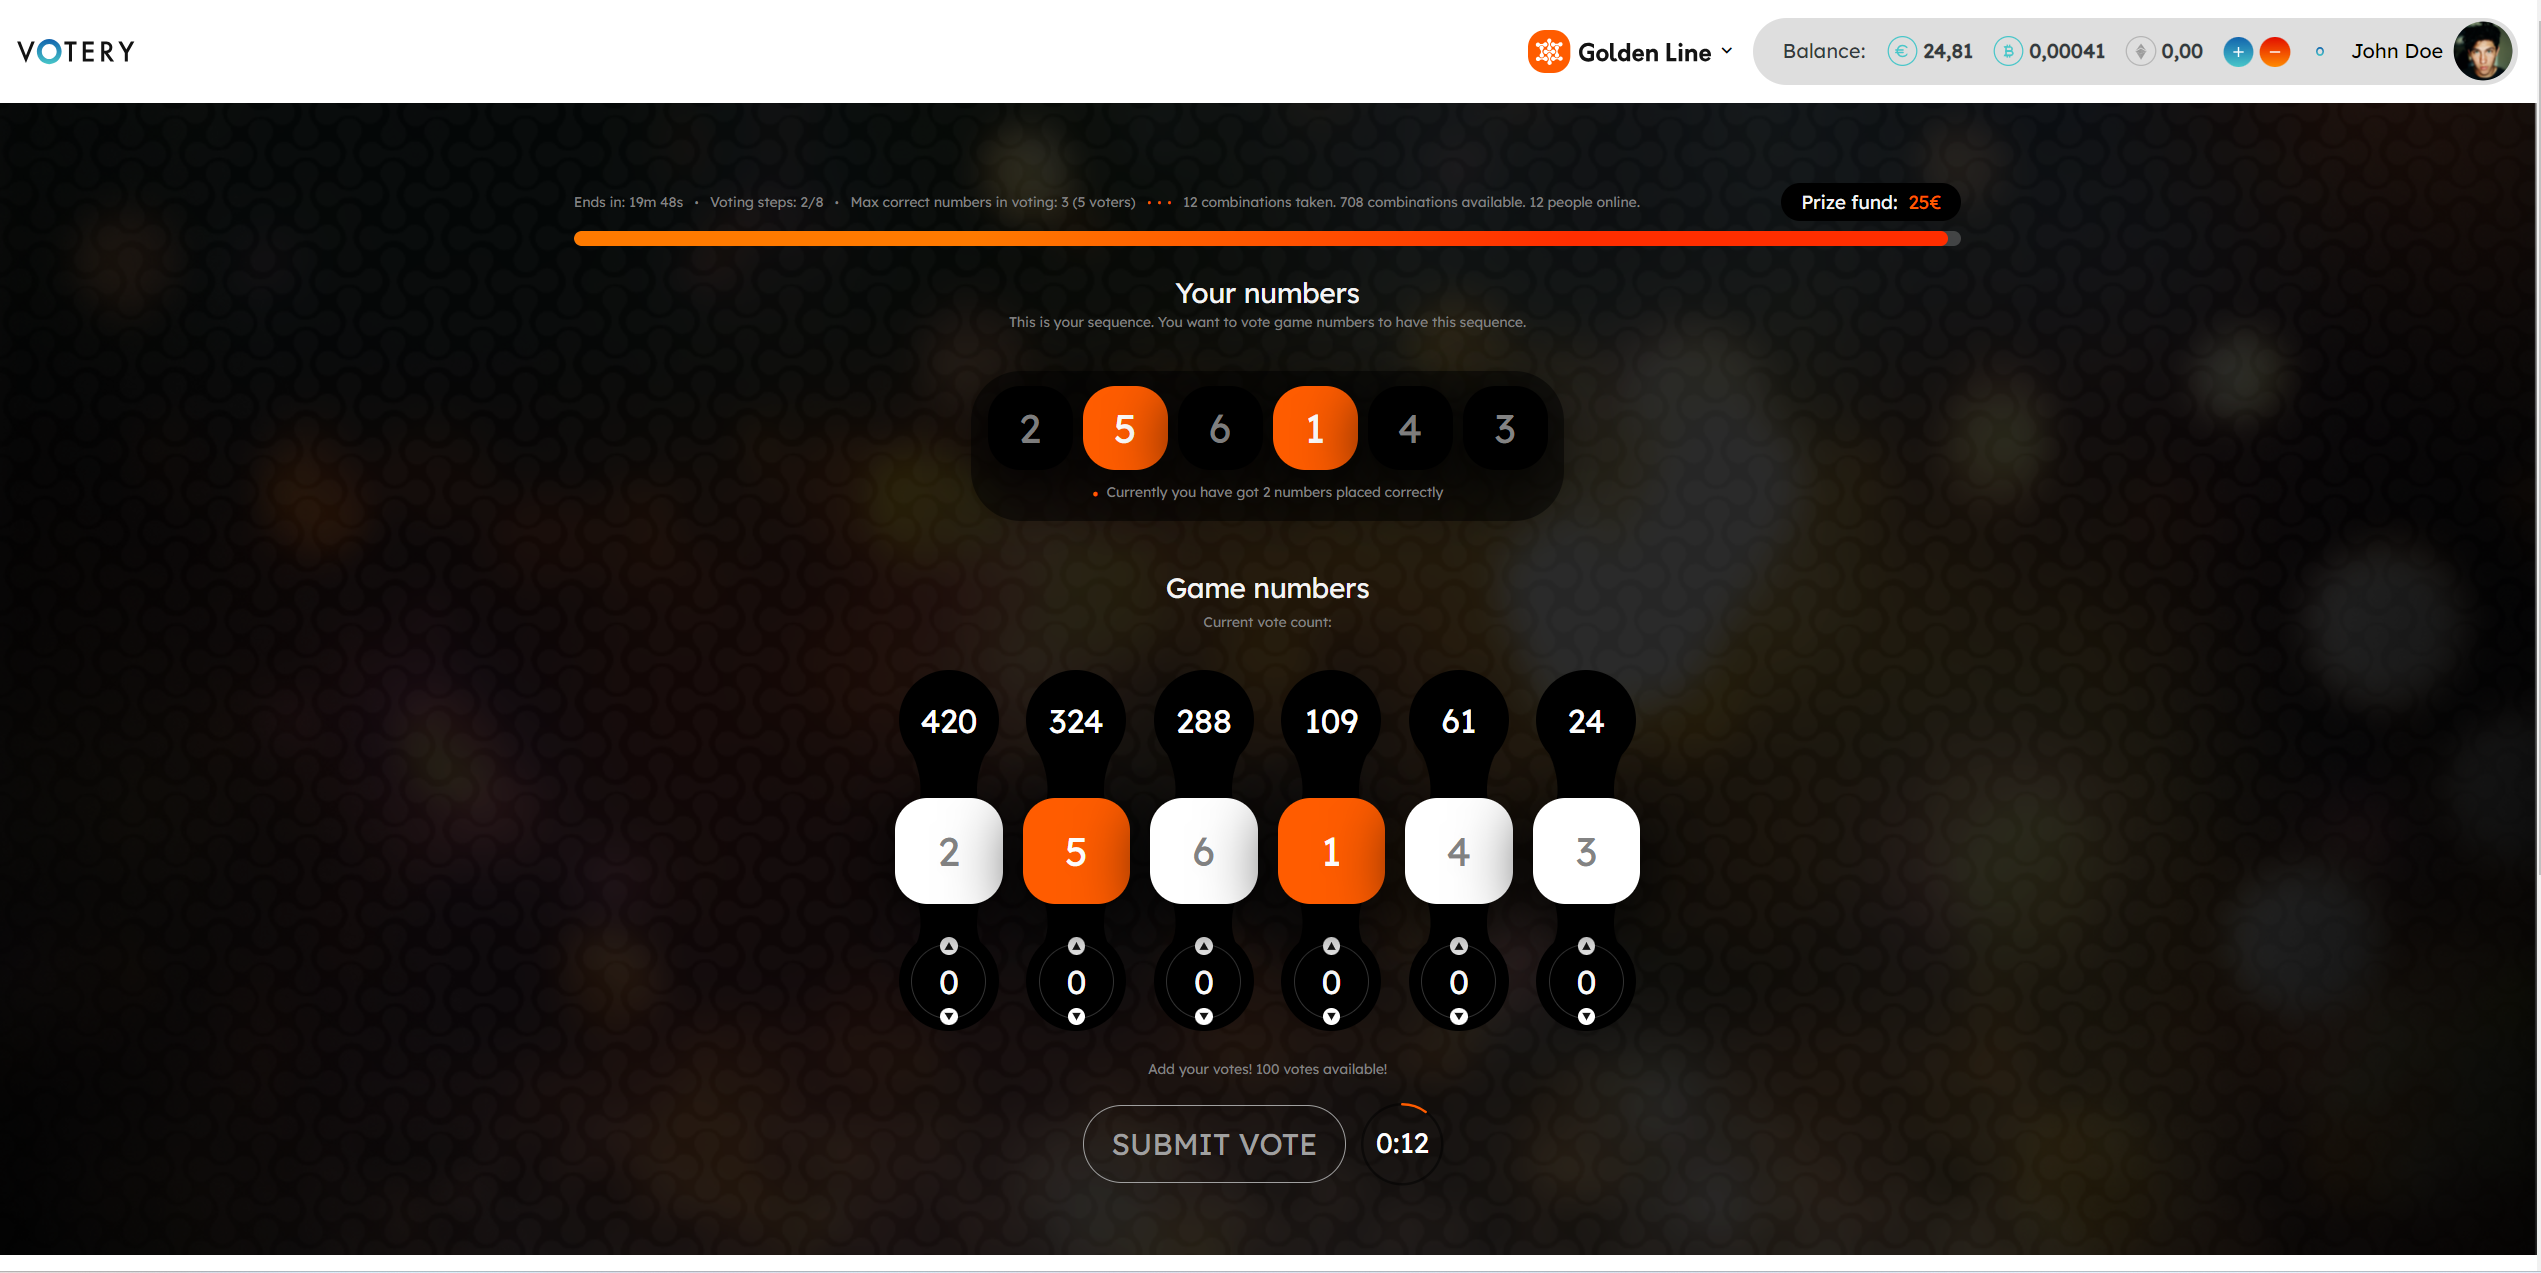 VOTERY
Golden Line
Balance: € 24,81 0,00041 0,00 + − John Doe
Ends in: 19m 48s • Voting steps: 2/8 • Max correct numbers in voting: 3 (5 voters) • • • 12 combinations taken. 708 combinations available. 12 people online.
Prize fund: 25€
Your numbers
This is your sequence. You want to vote game numbers to have this sequence.
2 5 6 1 4 3
• Currently you have got 2 numbers placed correctly
Game numbers
Current vote count:
420 324 288 109 61 24
2 5 6 1 4 3
0 0 0 0 0 0
Add your votes! 100 votes available!
SUBMIT VOTE 0:12